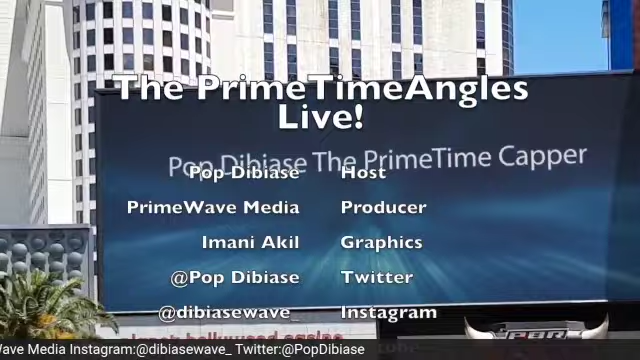 The PrimeTimeAngles
Live!
Pop Dibiase The PrimeTime Capper
Pop Dibiase Host
PrimeWave Media Producer
Imani Akil Graphics
@Pop Dibiase Twitter
@dibiasewave_ Instagram
PBR
Wave Media Instagram:@dibiasewave_ Twitter:@PopDibiase